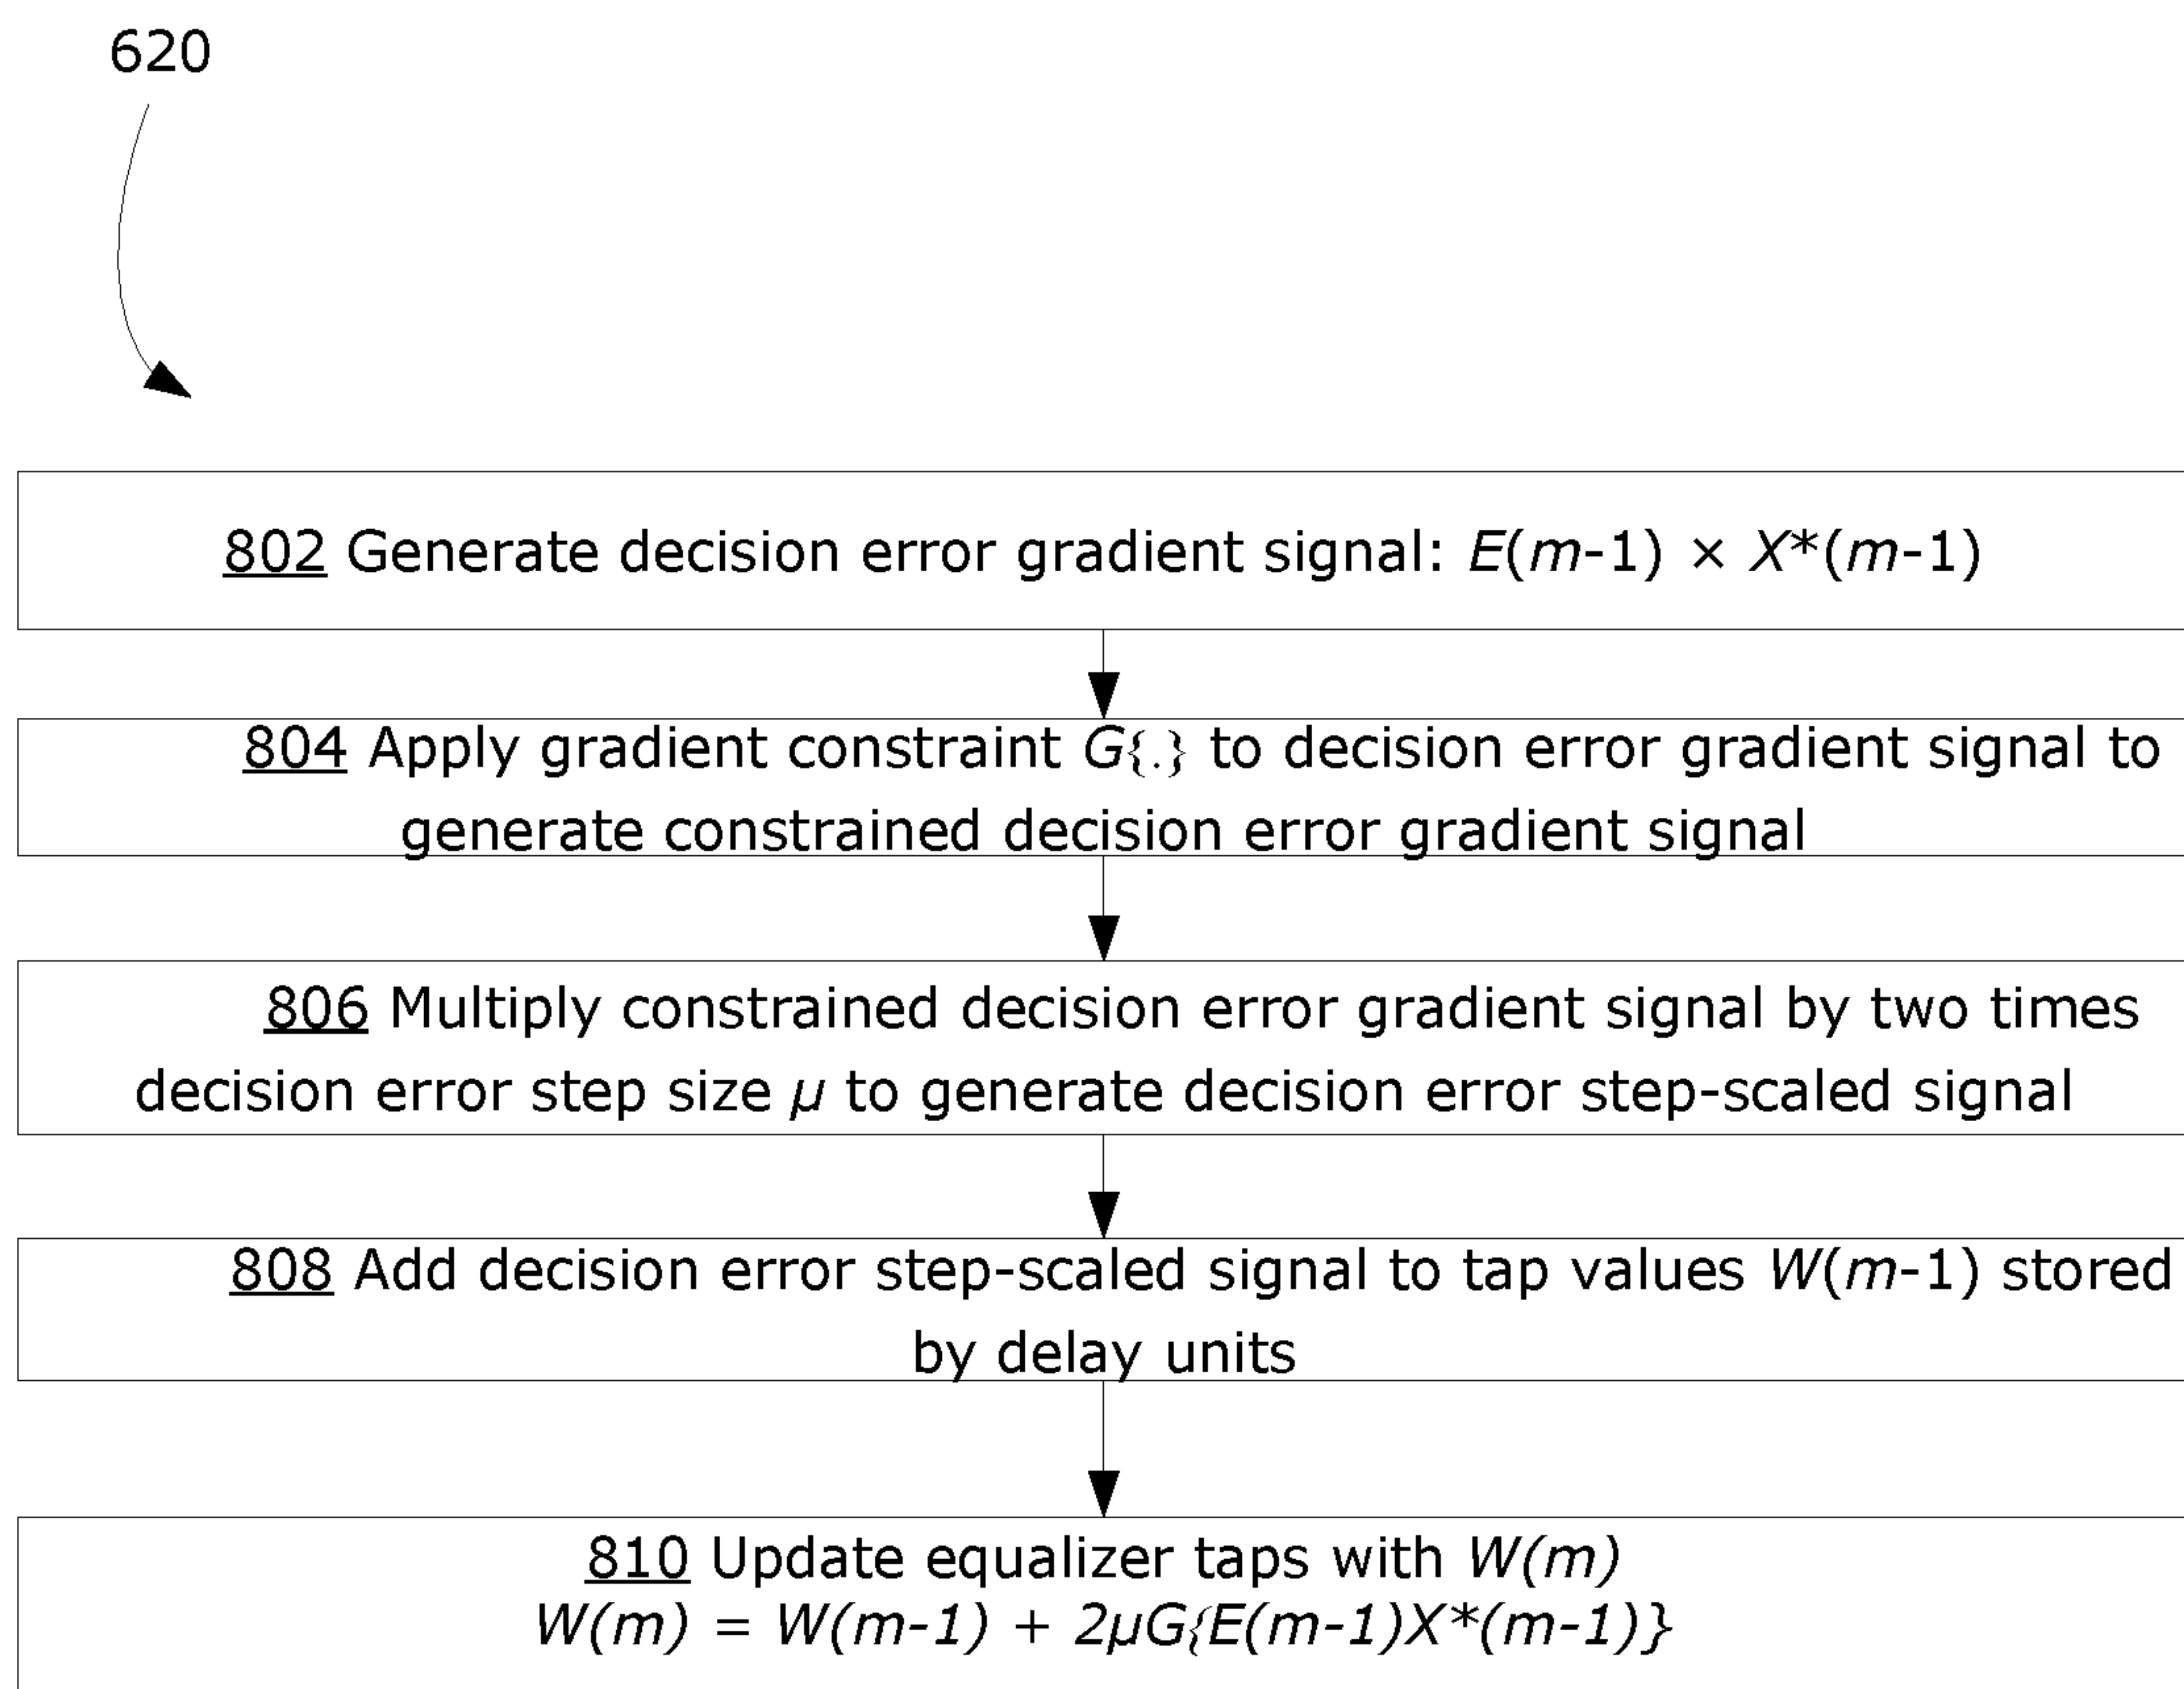 620
802 Generate decision error gradient signal: E(m-1) × X*(m-1)
804 Apply gradient constraint G{.} to decision error gradient signal to
generate constrained decision error gradient signal
806 Multiply constrained decision error gradient signal by two times
decision error step size μ to generate decision error step-scaled signal
808 Add decision error step-scaled signal to tap values W(m-1) stored
by delay units
810 Update equalizer taps with W(m)
W(m) = W(m-1) + 2μG{E(m-1)X*(m-1)}